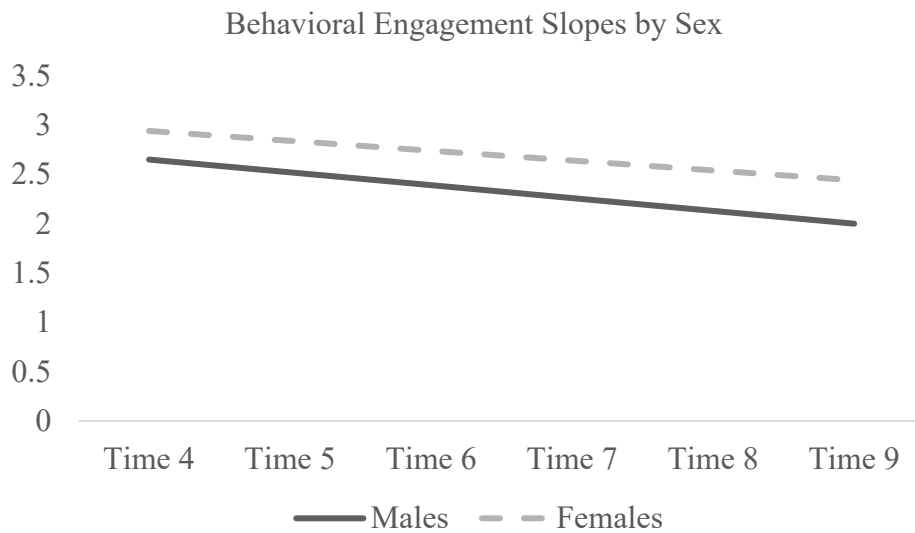 Behavioral Engagement Slopes by Sex
3.5
3
2.5
2
1.5
1
0.5
0
Time 4 Time 5 Time 6 Time 7 Time 8 Time 9
Males Females